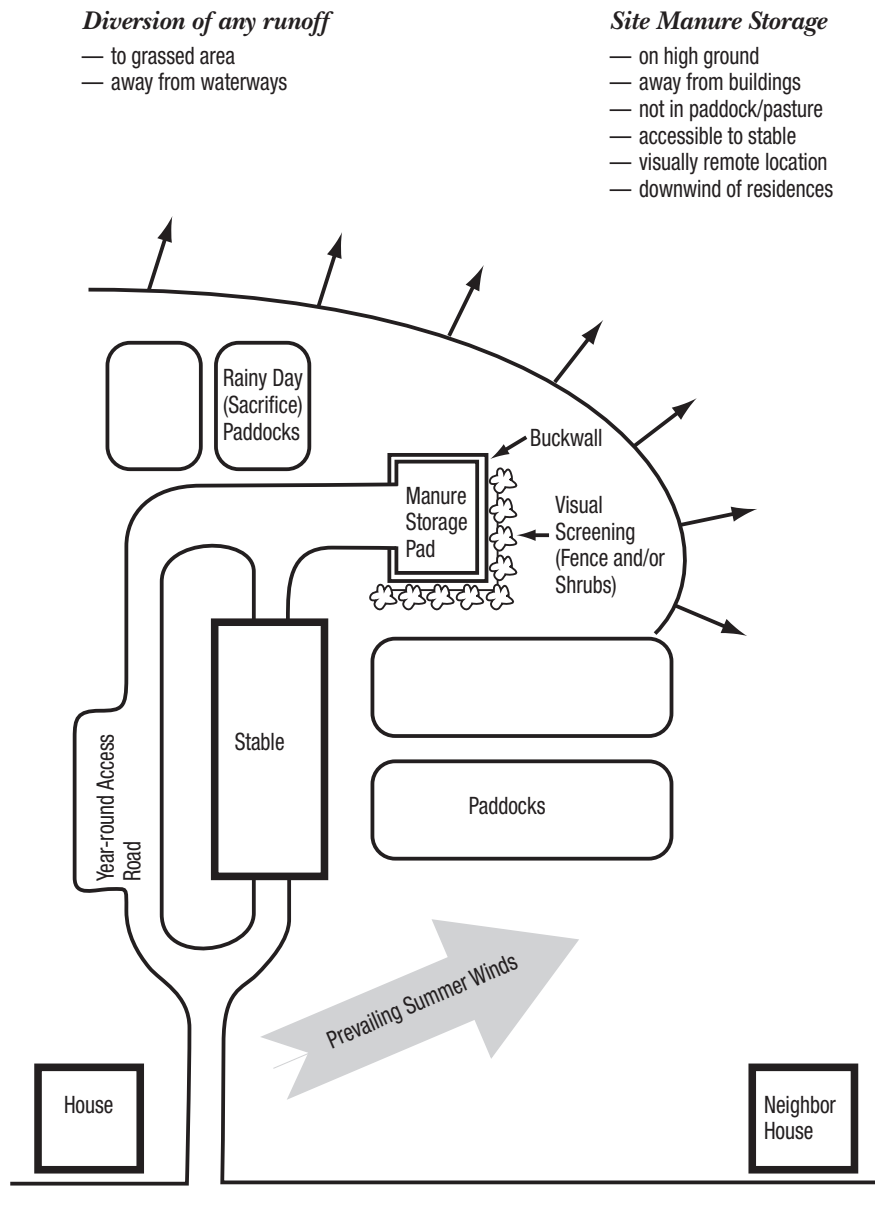 Diversion of any runoff
— to grassed area
— away from waterways
Site Manure Storage
— on high ground
— away from buildings
— not in paddock/pasture
— accessible to stable
— visually remote location
— downwind of residences
Rainy Day
(Sacrifice)
Paddocks
Buckwall
Manure
Storage
Pad
Visual
Screening
(Fence and/or
Shrubs)
Stable
Year-round Access
Road
Paddocks
Prevailing Summer Winds
House
Neighbor
House